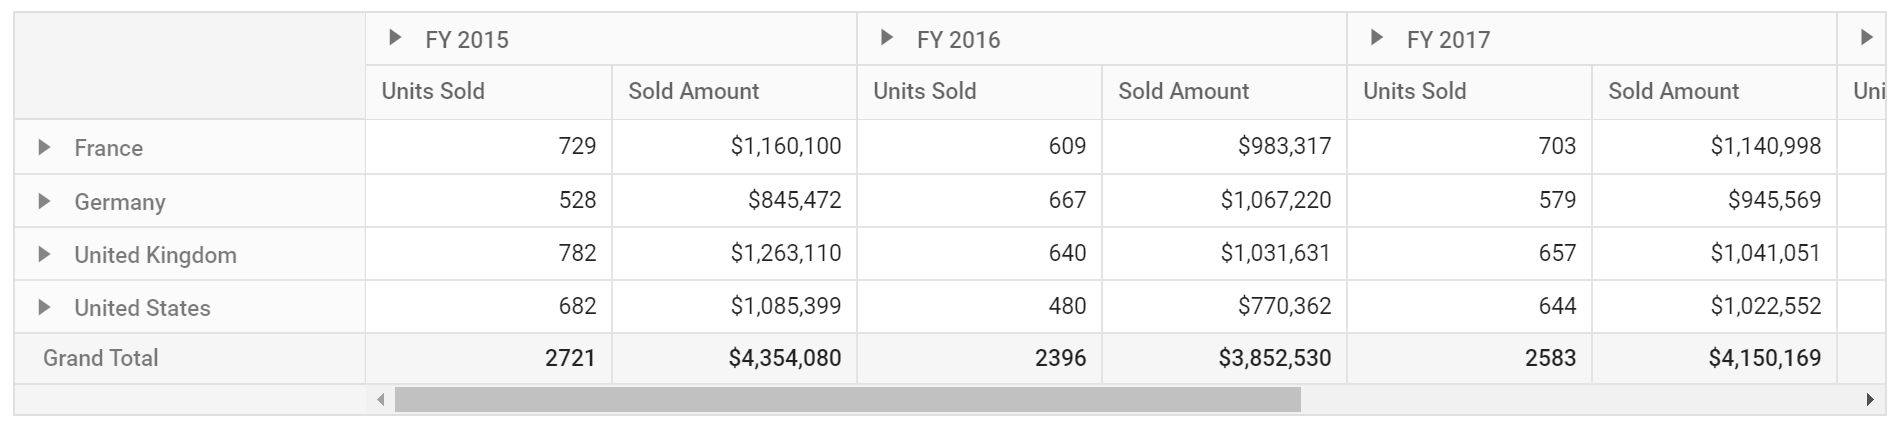 FY 2015 FY 2016 FY 2017
Units Sold Sold Amount Units Sold Sold Amount Units Sold Sold Amount Uni
France 729 $1,160,100 609 $983,317 703 $1,140,998
Germany 528 $845,472 667 $1,067,220 579 $945,569
United Kingdom 782 $1,263,110 640 $1,031,631 657 $1,041,051
United States 682 $1,085,399 480 $770,362 644 $1,022,552
Grand Total 2721 $4,354,080 2396 $3,852,530 2583 $4,150,169